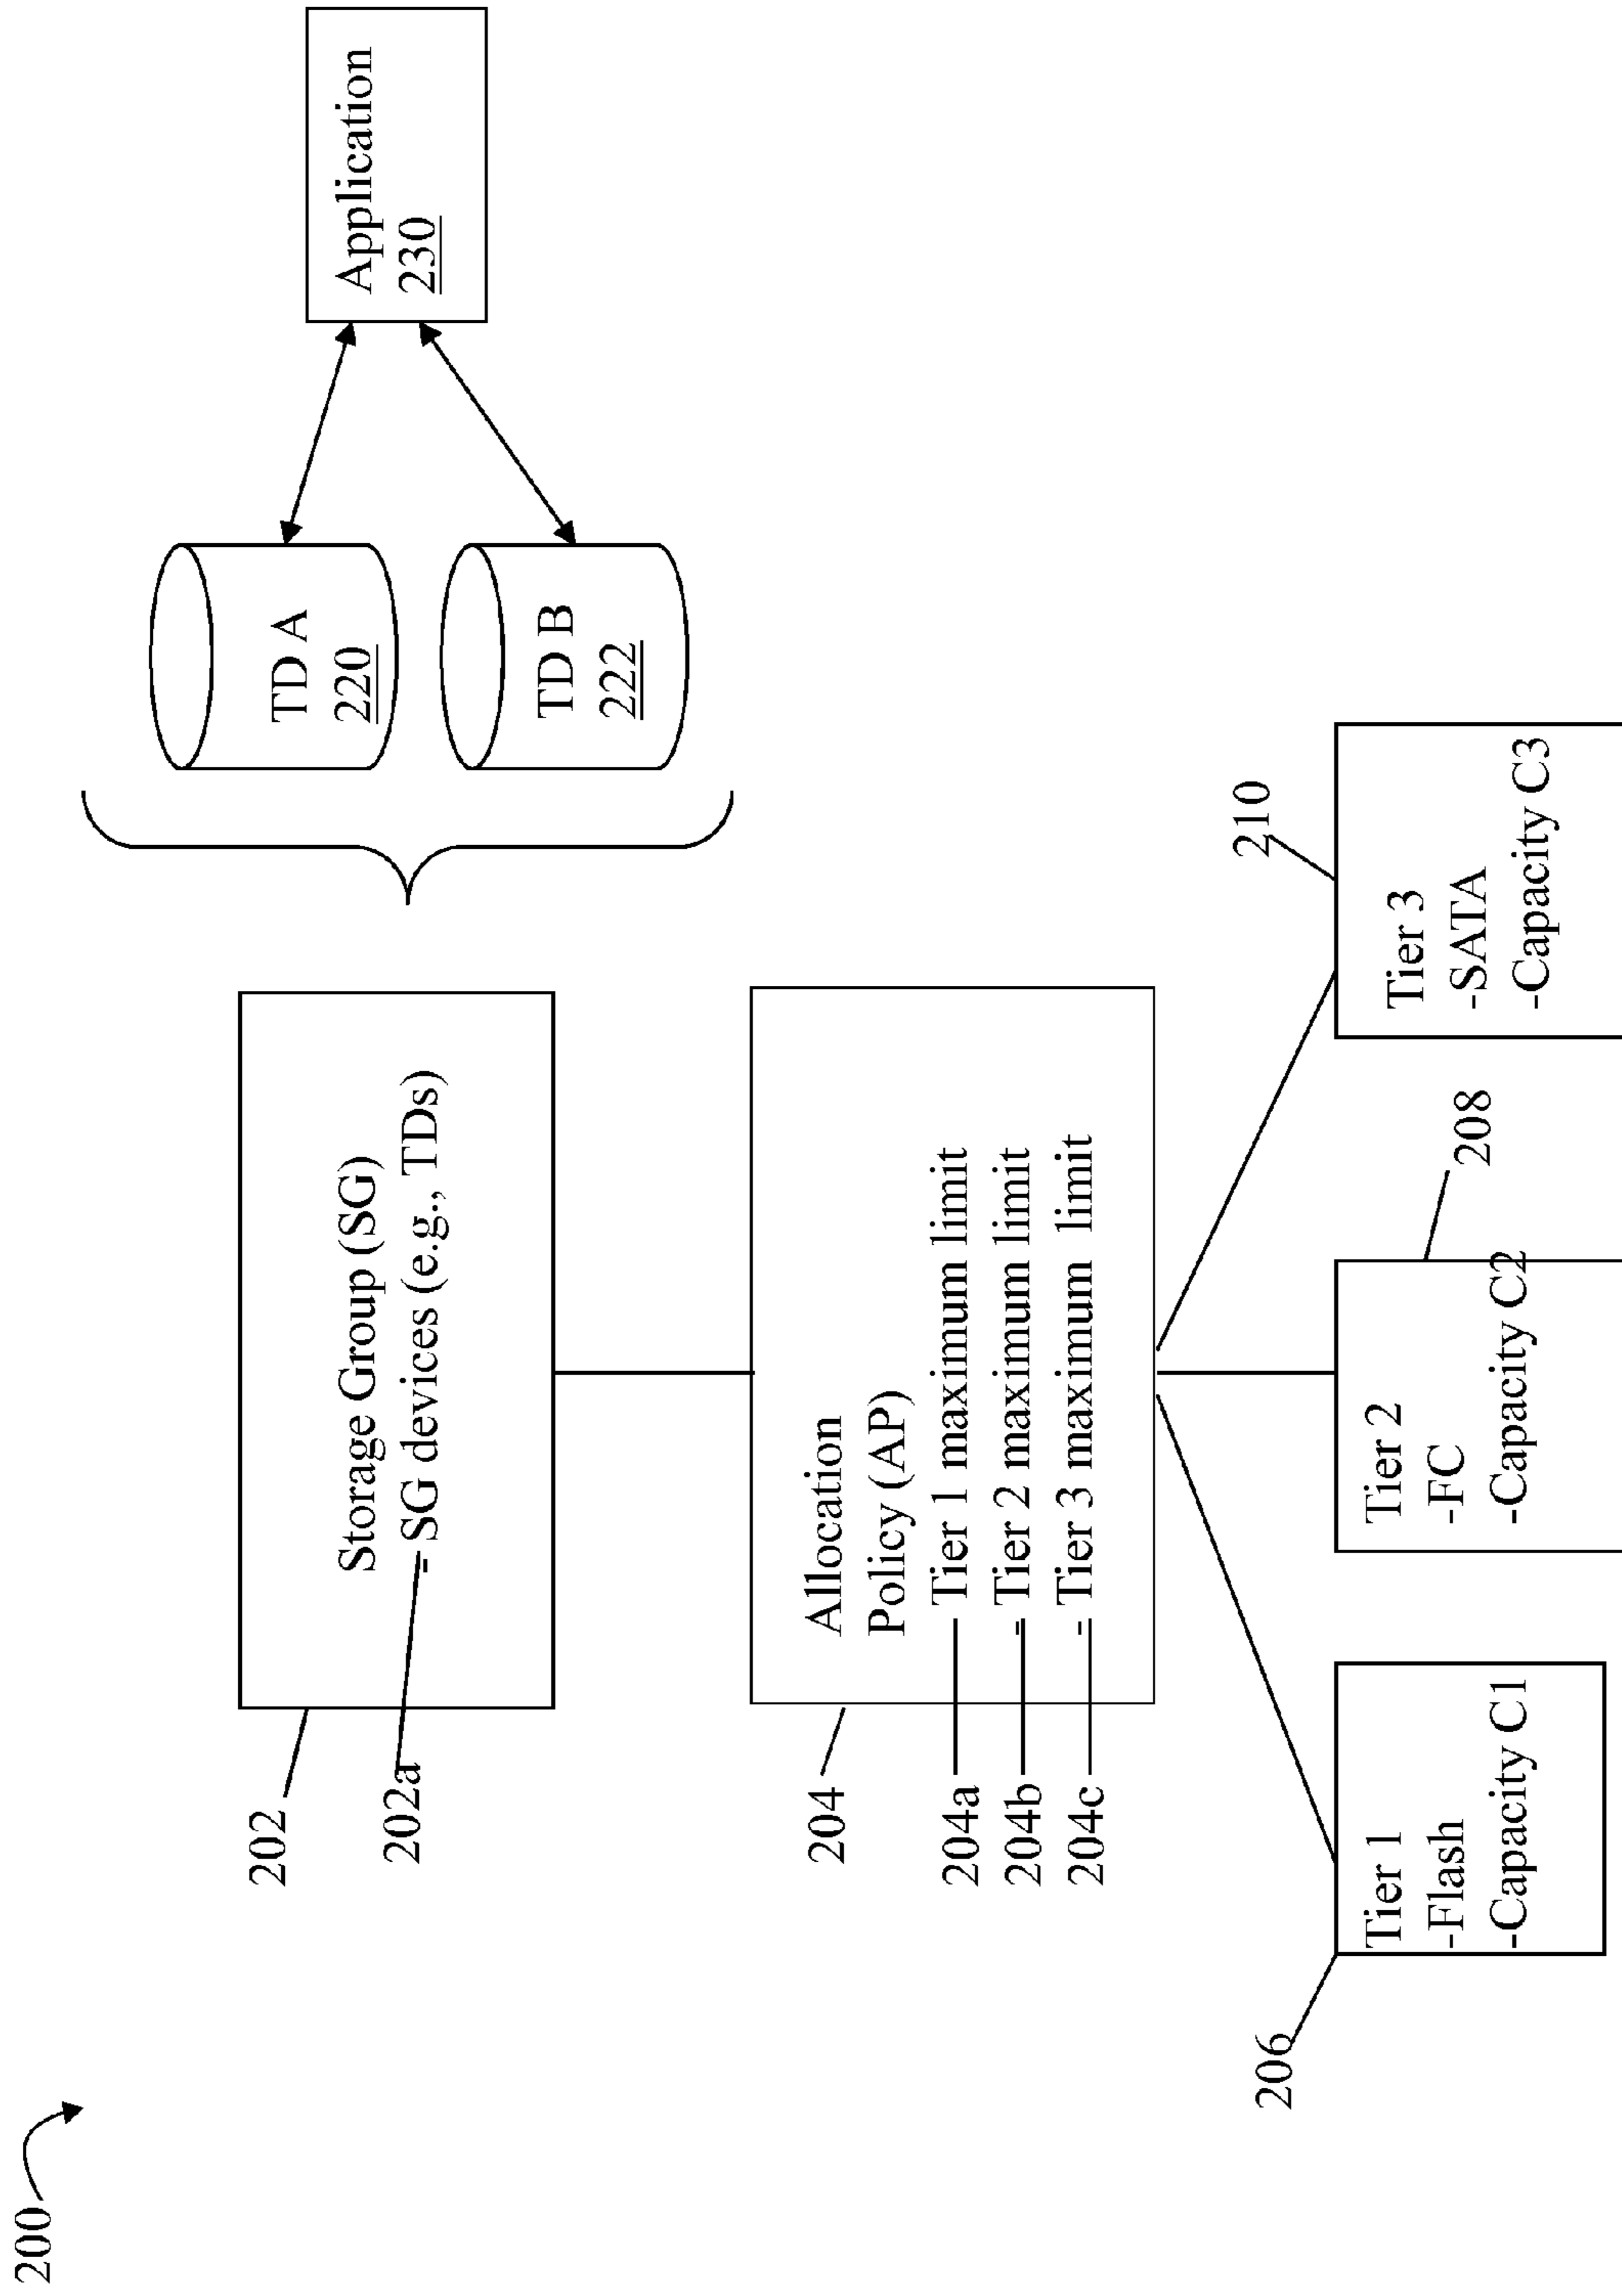 200
202
Storage Group (SG)
202a
- SG devices (e.g., TDs)
TD A
220
TD B
222
Application
230
204
Allocation
Policy (AP)
204a
Tier 1 maximum limit
204b
- Tier 2 maximum limit
204c
- Tier 3 maximum limit
206
Tier 1
-Flash
-Capacity C1
208
Tier 2
-FC
-Capacity C2
210
Tier 3
-SATA
-Capacity C3